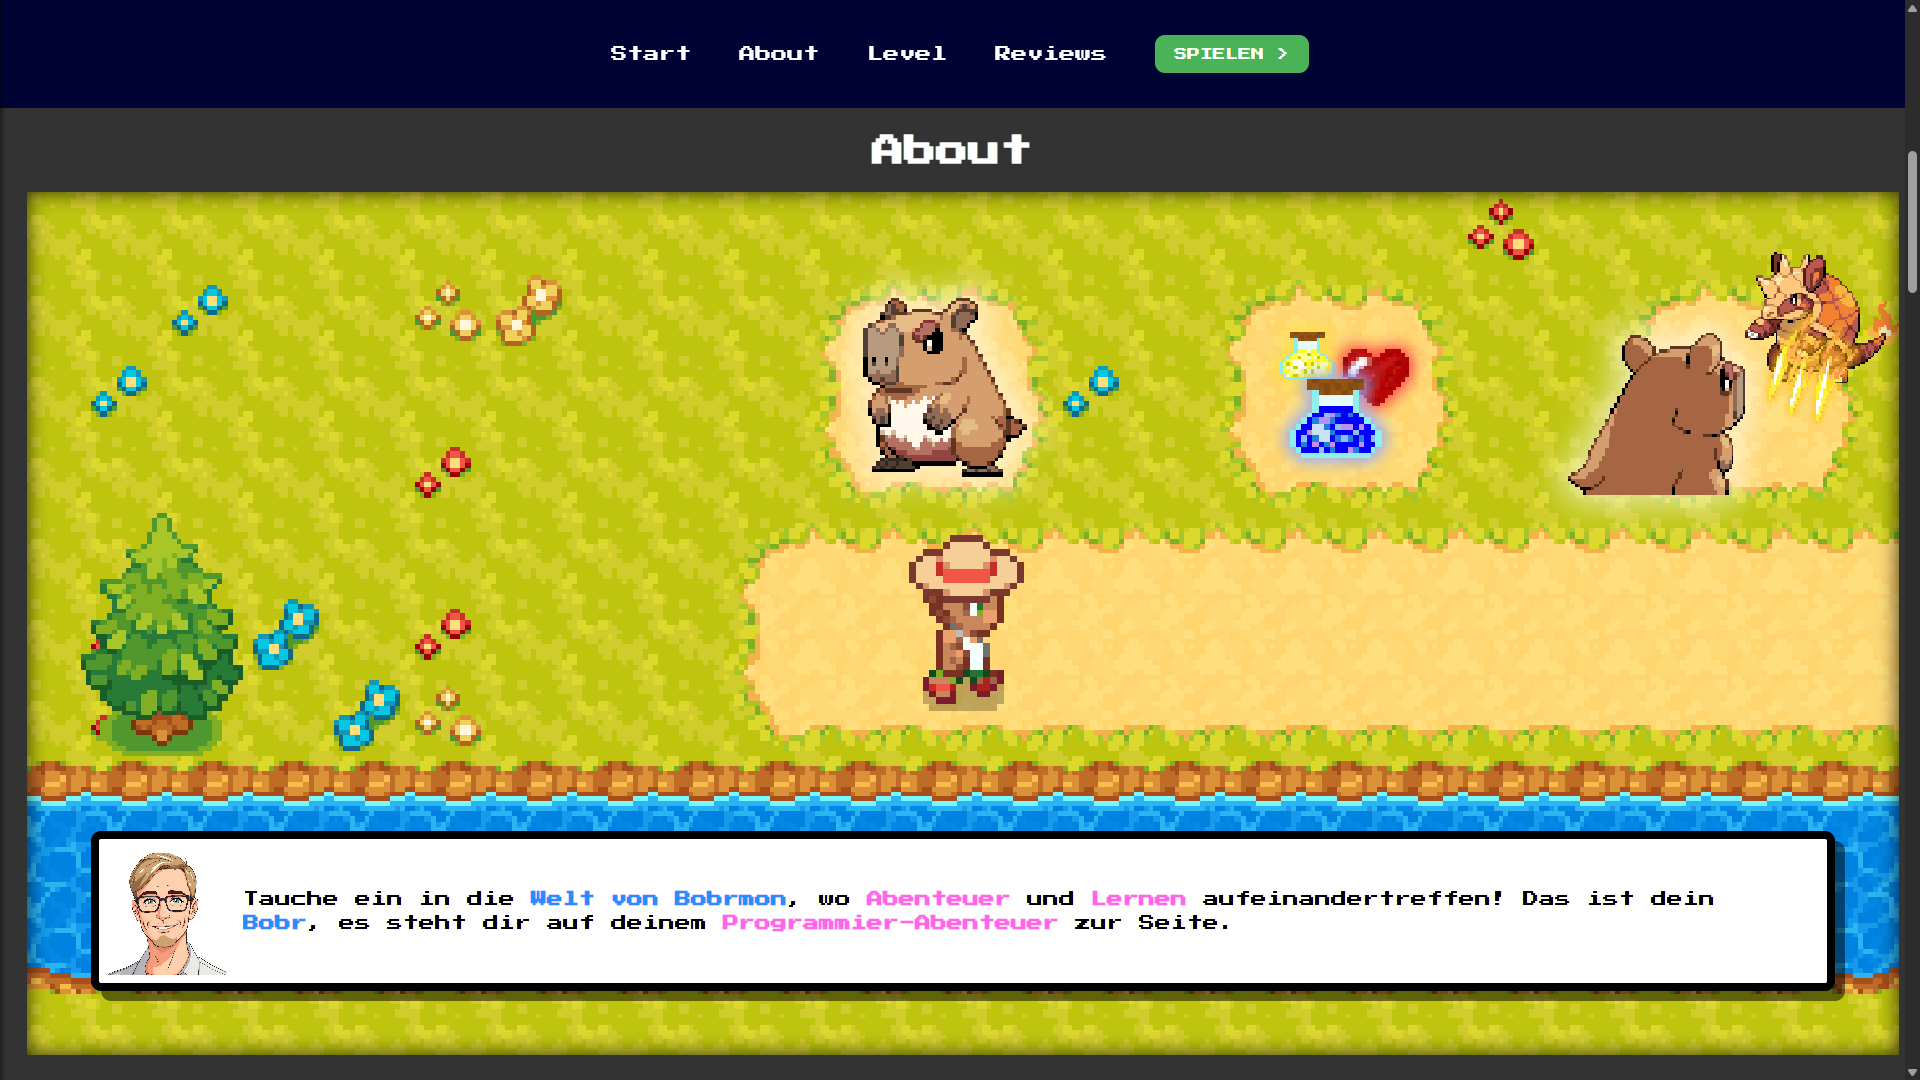 Start About Level Reviews SPIELEN >
About
Tauche ein in die Welt von Bobrmon, wo Abenteuer und Lernen aufeinandertreffen! Das ist dein
Bobr, es steht dir auf deinem Programmier-Abenteuer zur Seite.